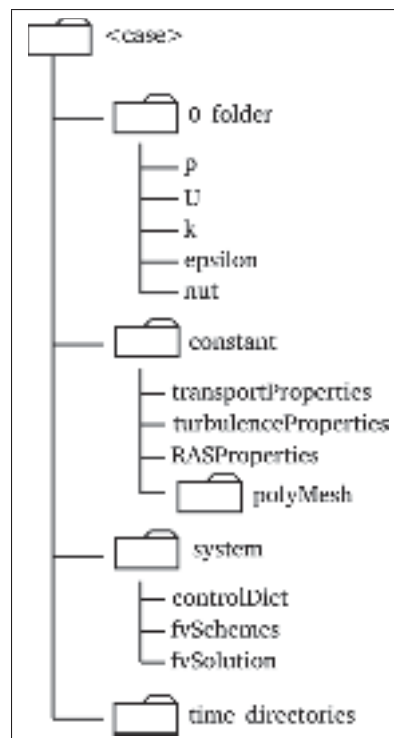 <case>
0 folder
p
U
k
epsilon
nut
constant
transportProperties
turbulenceProperties
RASProperties
polyMesh
system
controlDict
fvSchemes
fvSolution
time directories